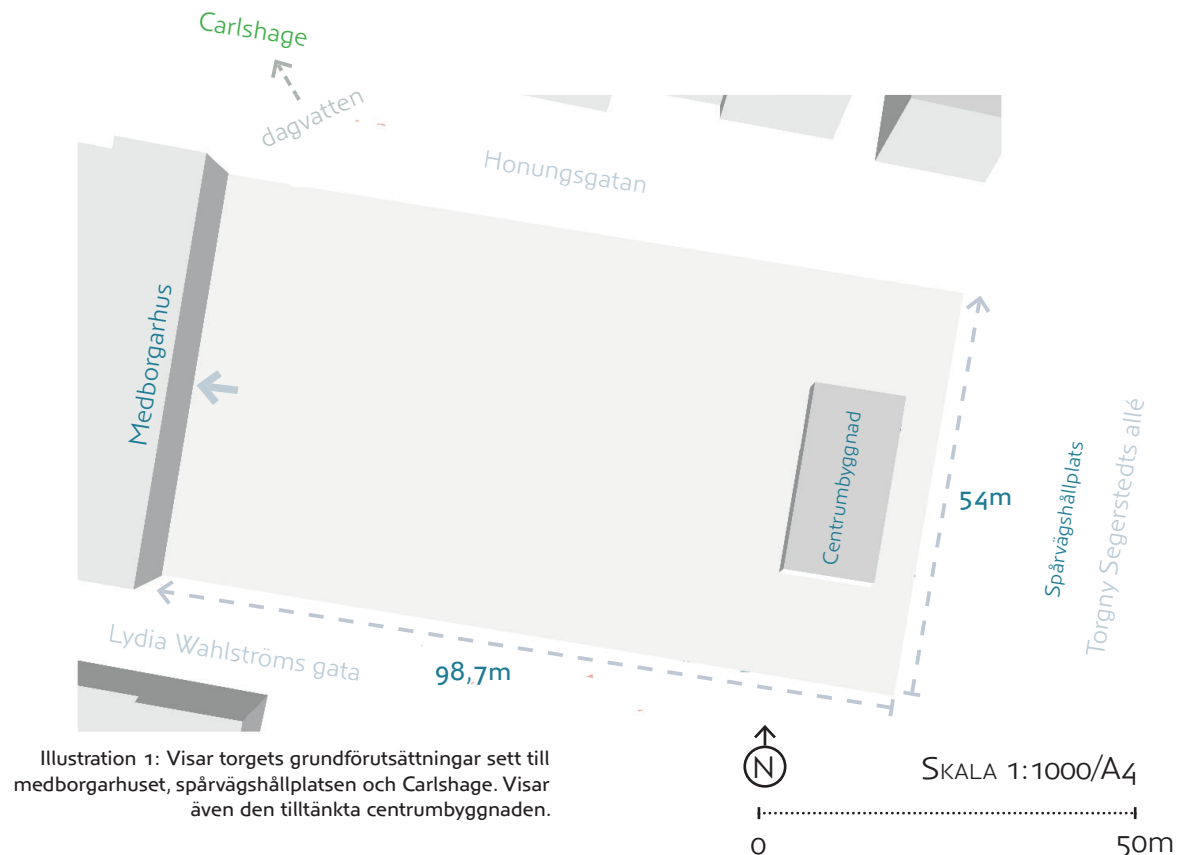 Carlshage
dagvatten
Honungsgatan
Medborgarhus
Centrumbyggnad
54m
Spårvägshållplats
Torgny Segerstedts allé
Lydia Wahlströms gata
98,7m
Illustration 1: Visar torgets grundförutsättningar sett till
medborgarhuset, spårvägshållplatsen och Carlshage. Visar
även den tilltänkta centrumbyggnaden.
N
SKALA 1:1000/A4
0
50m